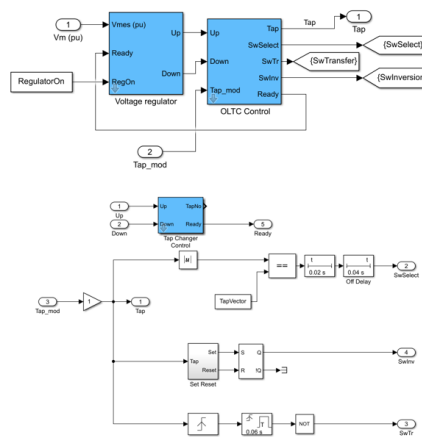 1
Vm (pu)
Vmes (pu)
Ready
RegOn
Up
Down
Voltage regulator
RegulatorOn
Up
Down
Tap_mod
Tap
SwSelect
SwTr
SwInv
Ready
OLTC Control
Tap
1
Tap
{SwSelect}
{SwTransfer}
{SwInversion
2
Tap_mod
1
Up
2
Down
Up
Down
TapNo
Ready
Tap Changer
Control
5
Ready
|u|
==
0.02 s
0.04 s
Off Delay
2
SwSelect
TapVector
3
Tap_mod
1
1
Tap
Tap
Set
Reset
Set Reset
S
R
Q
!Q
4
SwInv
T
0.06 s
NOT
3
SwTr